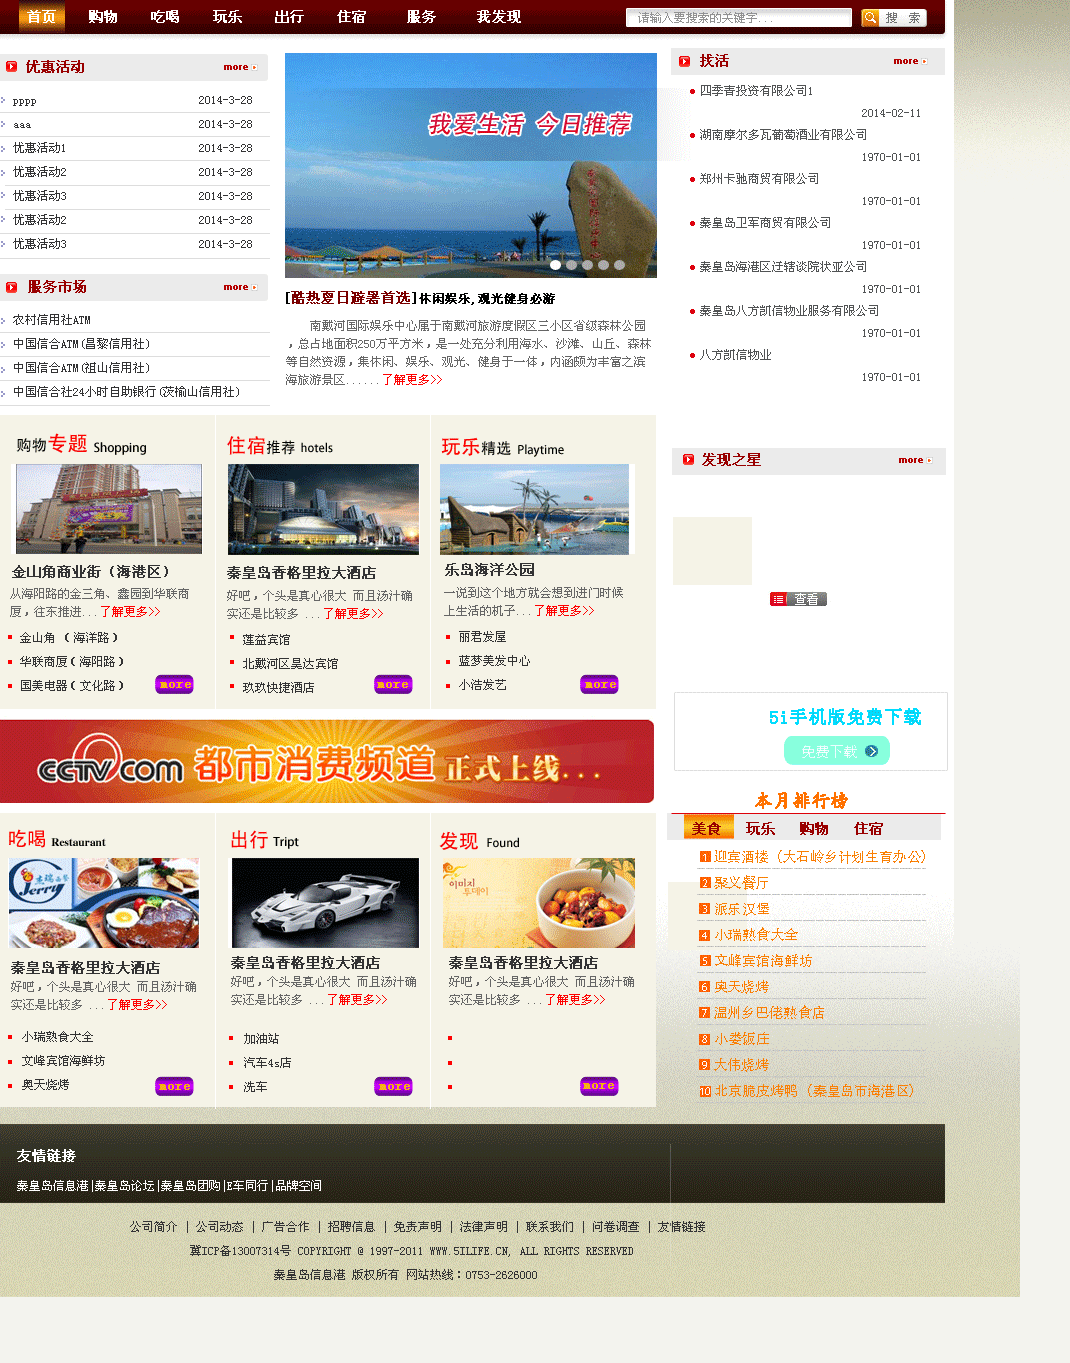 首页 购物 吃喝 玩乐 出行 住宿 服务 我发现 请输入要搜索的关键字... 搜 索
优惠活动 more
pppp 2014-3-28
aaa 2014-3-28
优惠活动1 2014-3-28
优惠活动2 2014-3-28
优惠活动3 2014-3-28
优惠活动2 2014-3-28
优惠活动3 2014-3-28
服务市场 more
农村信用社ATM
中国信合ATM(昌黎信用社)
中国信合ATM(祖山信用社)
中国信合社24小时自助银行(茨榆山信用社)
我爱生活 今日推荐
[酷热夏日避暑首选]休闲娱乐,观光健身必游
南戴河国际娱乐中心属于南戴河旅游度假区三小区省级森林公园
，总占地面积250万平方米，是一处充分利用海水、沙滩、山丘、森林
等自然资源，集休闲、娱乐、观光、健身于一体，内涵颇为丰富之滨
海旅游景区......了解更多>>
找活 more
四季青投资有限公司1
2014-02-11
湖南摩尔多瓦葡萄酒业有限公司
1970-01-01
郑州卡驰商贸有限公司
1970-01-01
秦皇岛卫军商贸有限公司
1970-01-01
秦皇岛海港区迂辖谈院状亚公司
1970-01-01
秦皇岛八方凯信物业服务有限公司
1970-01-01
八方凯信物业
1970-01-01
购物专题 Shopping
金山角商业街（海港区）
从海阳路的金三角、鑫园到华联商
厦，往东推进...了解更多>>
金山角 （海洋路）
华联商厦（海阳路）
国美电器（文化路）
more
住宿推荐 hotels
秦皇岛香格里拉大酒店
好吧，个头是真心很大 而且汤汁确
实还是比较多 ...了解更多>>
莲益宾馆
北戴河区昊达宾馆
玖玖快捷酒店
more
玩乐精选 Playtime
乐岛海洋公园
一说到这个地方就会想到进门时候
上生活的机子...了解更多>>
丽君发屋
蓝梦美发中心
小浩发艺
more
发现之星 more
查看
5i手机版免费下载
免费下载
CCTV.com 都市消费频道 正式上线...
吃喝 Restaurant
秦皇岛香格里拉大酒店
好吧，个头是真心很大 而且汤汁确
实还是比较多 ...了解更多>>
小瑞熟食大全
文峰宾馆海鲜坊
奥天烧烤
more
出行 Tript
秦皇岛香格里拉大酒店
好吧，个头是真心很大 而且汤汁确
实还是比较多 ...了解更多>>
加油站
汽车4s店
洗车
more
发现 Found
秦皇岛香格里拉大酒店
好吧，个头是真心很大 而且汤汁确
实还是比较多 ...了解更多>>
more
本月排行榜
美食 玩乐 购物 住宿
1 迎宾酒楼（大石岭乡计划生育办公）
2 聚义餐厅
3 派乐汉堡
4 小瑞熟食大全
5 文峰宾馆海鲜坊
6 奥天烧烤
7 温州乡巴佬熟食店
8 小娄饭庄
9 大伟烧烤
10 北京脆皮烤鸭（秦皇岛市海港区）
友情链接
秦皇岛信息港|秦皇岛论坛|秦皇岛团购|E车同行|品牌空间
公司简介 | 公司动态 | 广告合作 | 招聘信息 | 免责声明 | 法律声明 | 联系我们 | 问卷调查 | 友情链接
冀ICP备13007314号 COPYRIGHT @ 1997-2011 WWW.5ILIFE.CN, ALL RIGHTS RESERVED
秦皇岛信息港 版权所有 网站热线：0753-2626000